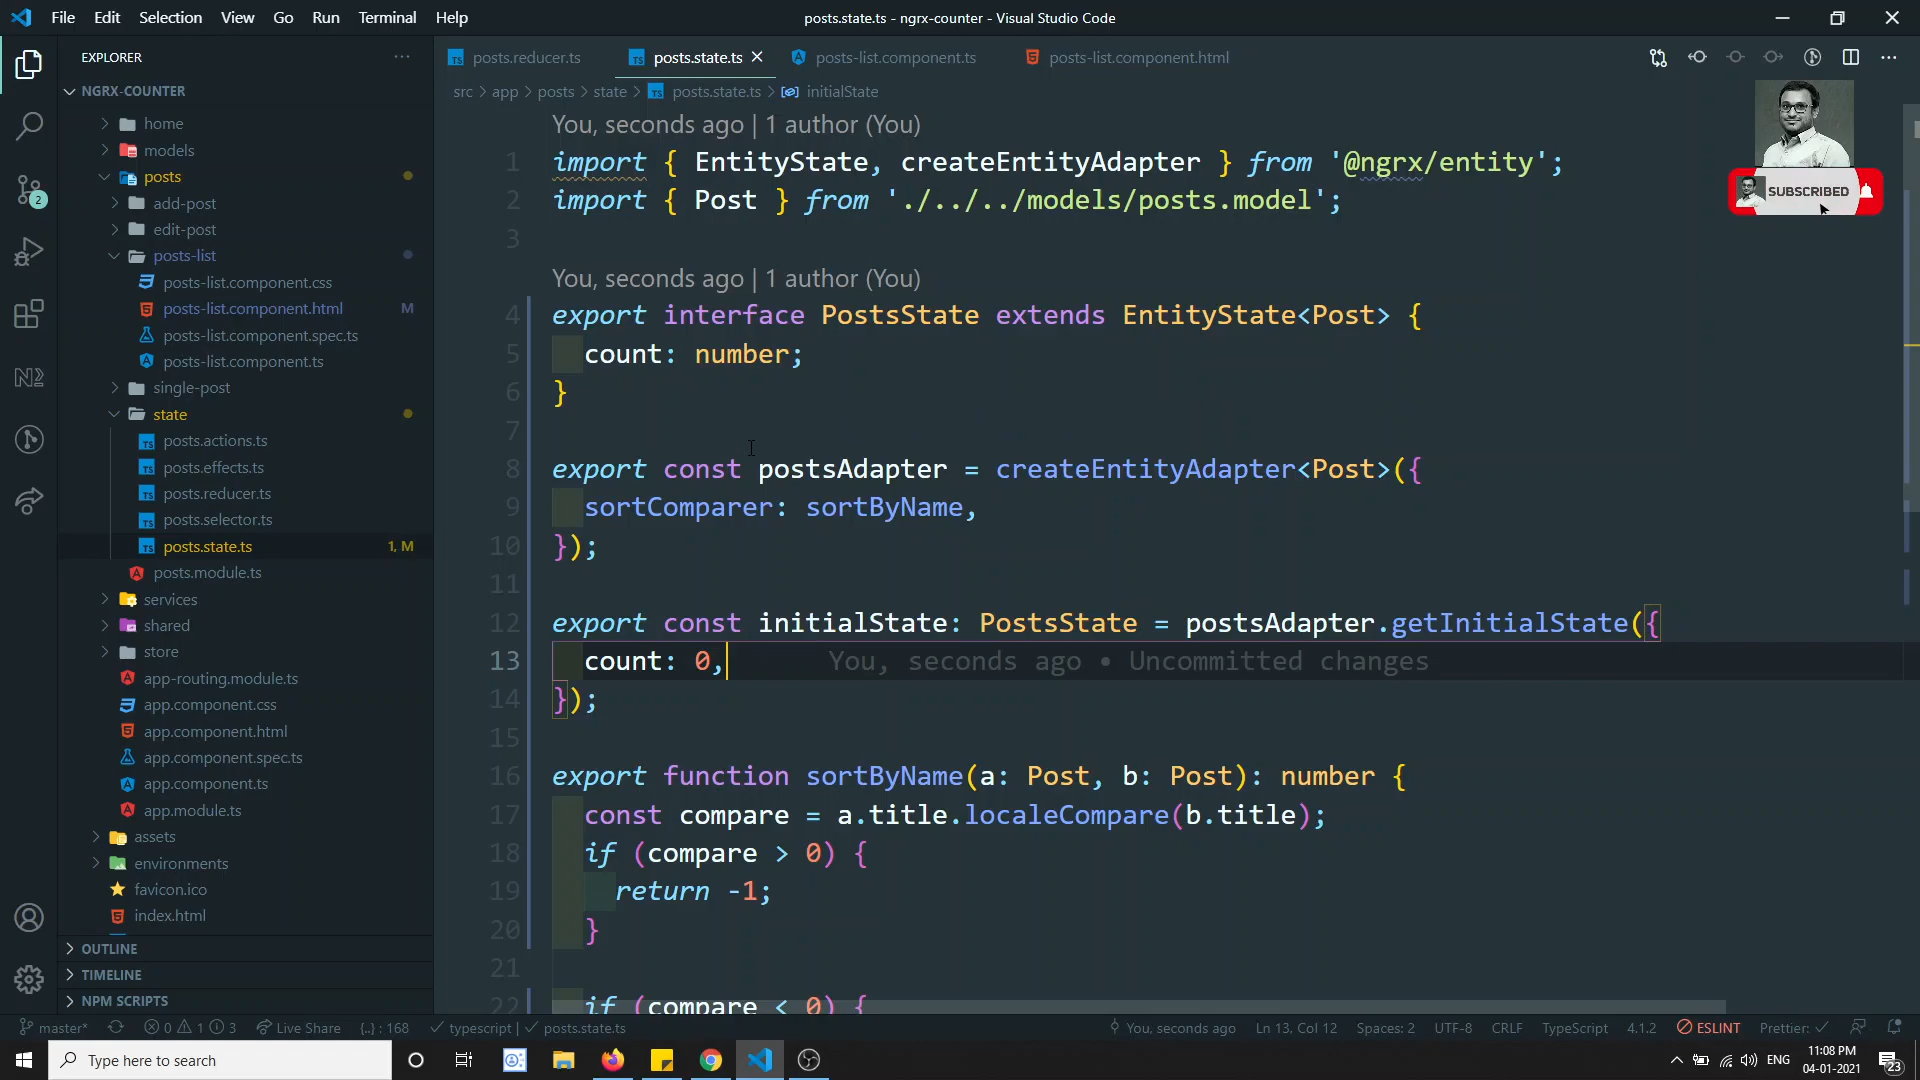 File Edit Selection View Go Run Terminal Help
posts.state.ts - ngrx-counter - Visual Studio Code
EXPLORER
NGRX-COUNTER
home
models
posts
add-post
edit-post
posts-list
posts-list.component.css
posts-list.component.html M
posts-list.component.spec.ts
posts-list.component.ts
single-post
state
posts.actions.ts
posts.effects.ts
posts.reducer.ts
posts.selector.ts
posts.state.ts 1, M
posts.module.ts
services
shared
store
app-routing.module.ts
app.component.css
app.component.html
app.component.spec.ts
app.component.ts
app.module.ts
assets
environments
favicon.ico
index.html
OUTLINE
TIMELINE
NPM SCRIPTS
2
posts.reducer.ts posts.state.ts posts-list.component.ts posts-list.component.html
src > app > posts > state > TS posts.state.ts > initialState
SUBSCRIBED
You, seconds ago | 1 author (You)
1 import { EntityState, createEntityAdapter } from '@ngrx/entity';
2 import { Post } from './../../models/posts.model';
3
You, seconds ago | 1 author (You)
4 export interface PostsState extends EntityState<Post> {
5 count: number;
6 }
7
8 export const postsAdapter = createEntityAdapter<Post>({
9 sortComparer: sortByName,
10 });
11
12 export const initialState: PostsState = postsAdapter.getInitialState({
13 count: 0, You, seconds ago • Uncommitted changes
14 });
15
16 export function sortByName(a: Post, b: Post): number {
17 const compare = a.title.localeCompare(b.title);
18 if (compare > 0) {
19 return -1;
20 }
21
22 if (compare < 0) {
master* 0 1 3 Live Share {..} : 168 typescript | posts.state.ts You, seconds ago Ln 13, Col 12 Spaces: 2 UTF-8 CRLF TypeScript 4.1.2 ESLINT Prettier:
Type here to search
ENG
11:08 PM
04-01-2021
23